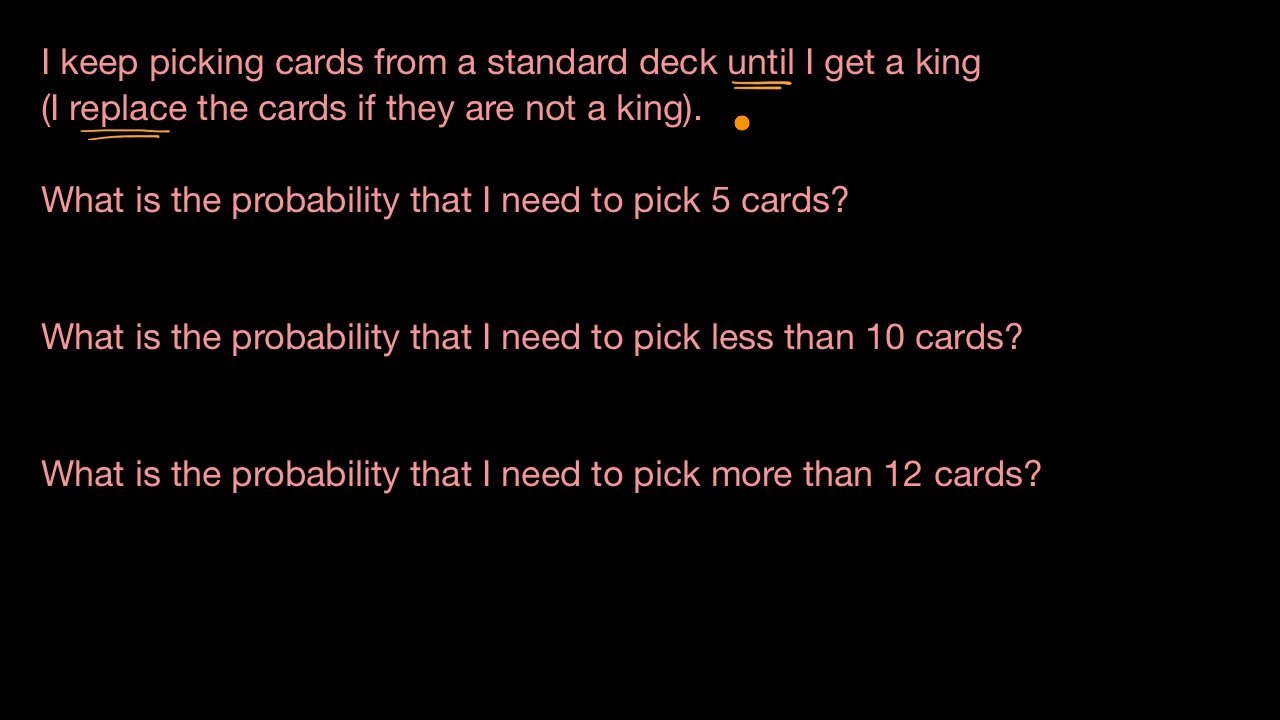 I keep picking cards from a standard deck until I get a king
(I replace the cards if they are not a king).
What is the probability that I need to pick 5 cards?
What is the probability that I need to pick less than 10 cards?
What is the probability that I need to pick more than 12 cards?